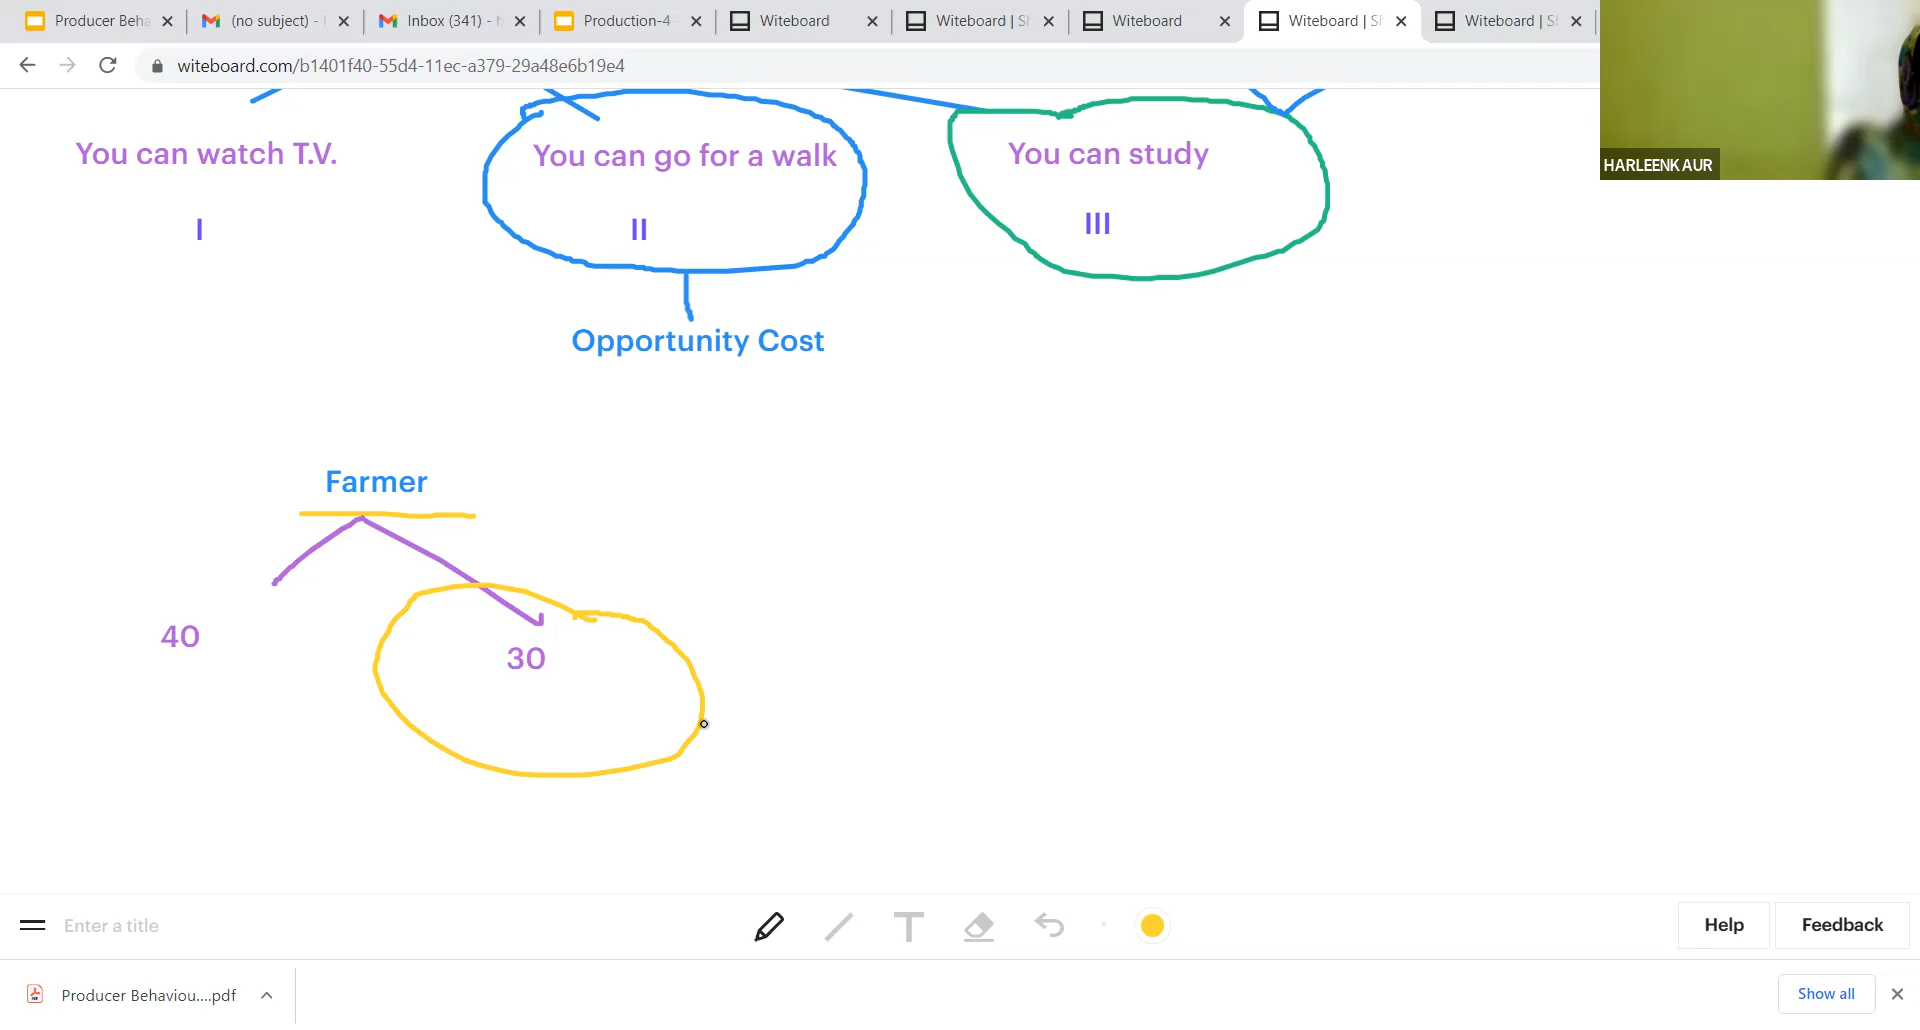 Producer Beha
(no subject) -
Inbox (341) -
Production-4
Witeboard
Witeboard | S
Witeboard
Witeboard | S
Witeboard | S
witeboard.com/b1401f40-55d4-11ec-a379-29a48e6b19e4
HARLEENKAUR
You can watch T.V.
You can go for a walk
You can study
I
II
III
Opportunity Cost
Farmer
40
30
Enter a title
T
Help
Feedback
Producer Behaviou....pdf
Show all